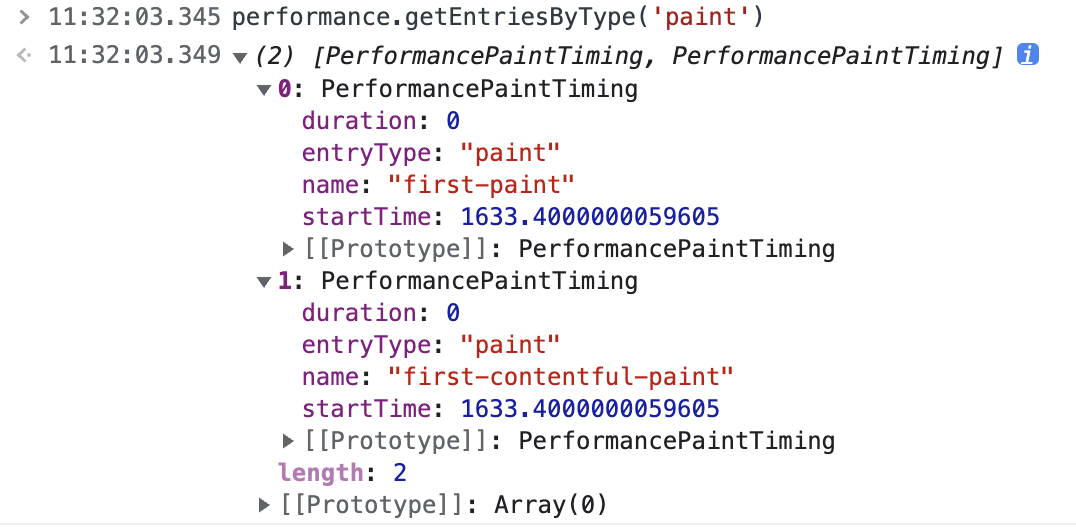 > 11:32:03.345 performance.getEntriesByType('paint')
<· 11:32:03.349 ▼(2) [PerformancePaintTiming, PerformancePaintTiming] i
▼0: PerformancePaintTiming
duration: 0
entryType: "paint"
name: "first-paint"
startTime: 1633.4000000059605
▶[[Prototype]]: PerformancePaintTiming
▼1: PerformancePaintTiming
duration: 0
entryType: "paint"
name: "first-contentful-paint"
startTime: 1633.4000000059605
▶[[Prototype]]: PerformancePaintTiming
length: 2
▶[[Prototype]]: Array(0)